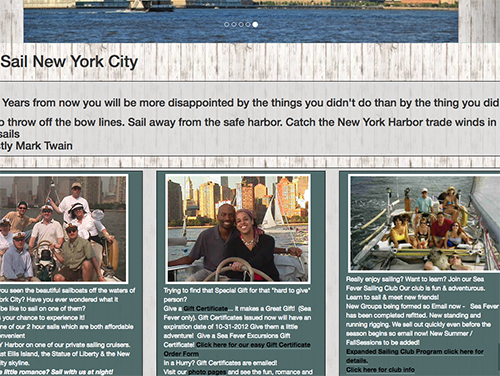 Sail New York City
Years from now you will be more disappointed by the things you didn't do than by the thing you did
o throw off the bow lines. Sail away from the safe harbor. Catch the New York Harbor trade winds in
sails
stly Mark Twain
you seen the beautiful sailboats off the waters of
York City? Have you ever wondered what it
be like to sail on one of them?
your chance to experience it!
one of our 2 hour sails which are both affordable
onvenient
Harbor on one of our private sailing cruises.
ast Ellis Island, the Statue of Liberty & the New
ity skyline.
a little romance? Sail with us at night!
Trying to find that Special Gift for that "hard to give"
person?
Give a Gift Certificate... It makes a Great Gift! (Sea
Fever only). Gift Certificates issued now will have an
expiration date of 10-31-2012 Give them a little
adventure! Give a Sea Fever Excursions Gift
Certificate! Click here for our easy Gift Certificate
Order Form
In a Hurry? Gift Certificates are emailed!
Visit our photo pages and see the fun, romance and
Really enjoy sailing? Want to learn? Join our Sea
Fever Sailing Club Our club is fun & adventurous.
Learn to sail & meet new friends!
New Groups being formed so Email now - Sea Fever
has been completed refitted. New standing and
running rigging. We sell out quickly even before the
season begins so email now! New Summer /
FallSessions to be added!
Expanded Sailing Club Program click here for
details.
Click here for club info